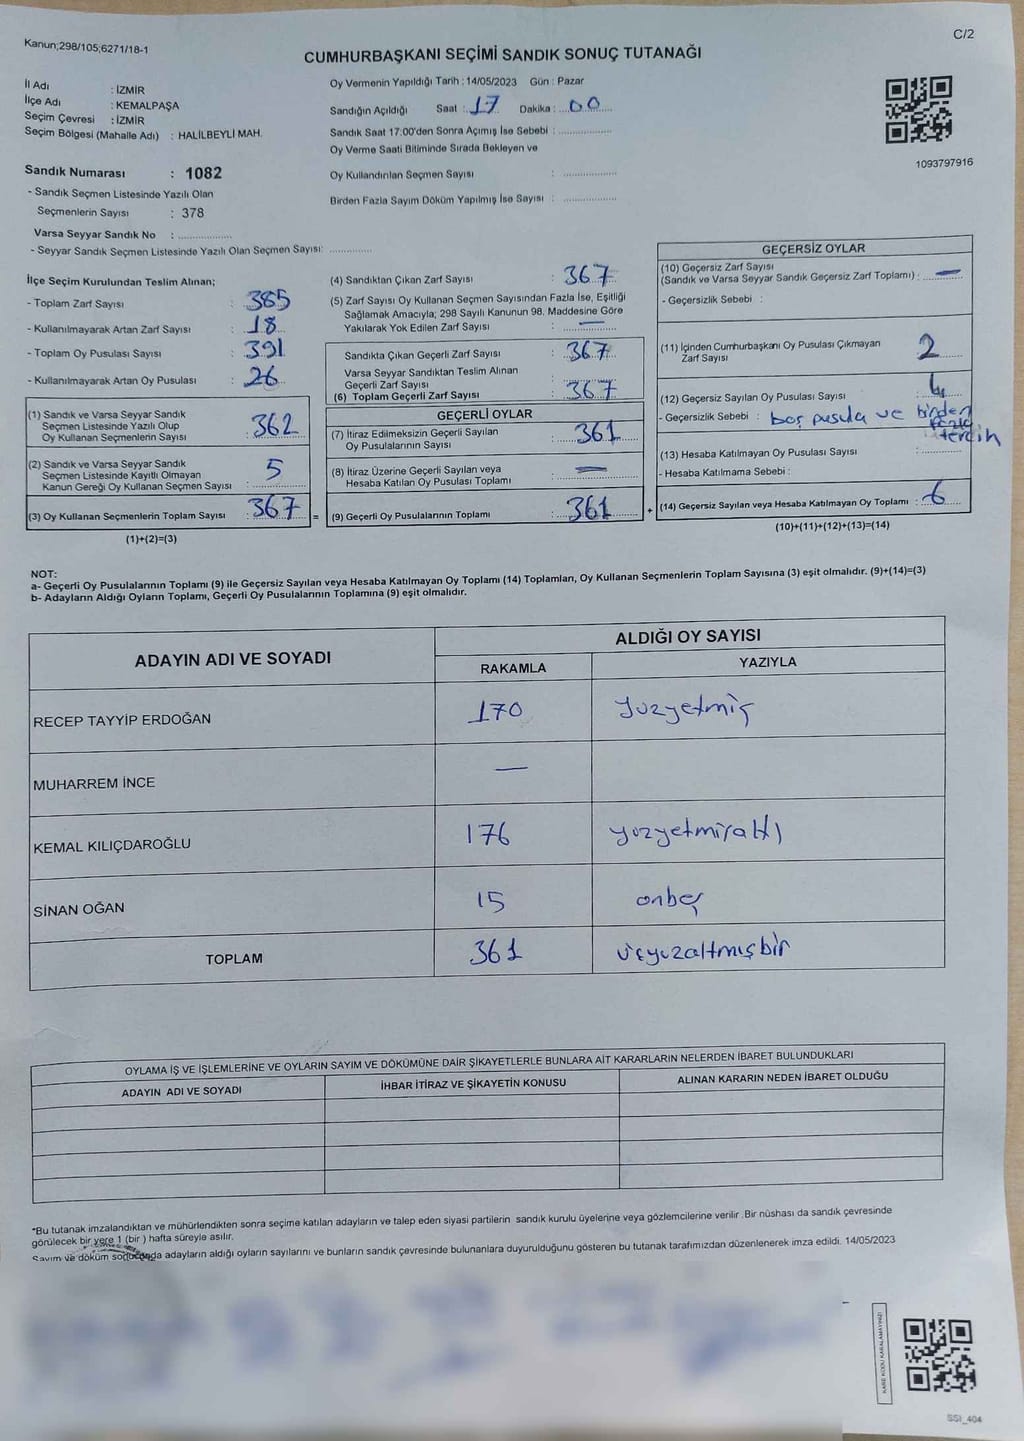 Kanun;298/105;6271/18-1
C/2
CUMHURBAŞKANI SEÇİMİ SANDIK SONUÇ TUTANAĞI
İl Adı : İZMİR
İlçe Adı : KEMALPAŞA
Seçim Çevresi : İZMİR
Seçim Bölgesi (Mahalle Adı) : HALİLBEYLİ MAH.
Sandık Numarası : 1082
- Sandık Seçmen Listesinde Yazılı Olan
Seçmenlerin Sayısı : 378
Varsa Seyyar Sandık No : ..............
- Seyyar Sandık Seçmen Listesinde Yazılı Olan Seçmen Sayısı: ............
Oy Vermenin Yapıldığı Tarih : 14/05/2023 Gün : Pazar
Sandığın Açıldığı Saat : 17 Dakika : 00
Sandık Saat 17:00'den Sonra Açımış İse Sebebi : ..............
Oy Verme Saati Bitiminde Sırada Bekleyen ve
Oy Kullandırılan Seçmen Sayısı : ..............
Birden Fazla Sayım Döküm Yapılmış İse Sayısı : ..............
1093797916
İlçe Seçim Kurulundan Teslim Alınan;
- Toplam Zarf Sayısı : 385
- Kullanılmayarak Artan Zarf Sayısı : 18
- Toplam Oy Pusulası Sayısı : 391
- Kullanılmayarak Artan Oy Pusulası : 26
(1) Sandık ve Varsa Seyyar Sandık
Seçmen Listesinde Yazılı Olup
Oy Kullanan Seçmenlerin Sayısı : 362
(2) Sandık ve Varsa Seyyar Sandık
Seçmen Listesinde Kayıtlı Olmayan
Kanun Gereği Oy Kullanan Seçmen Sayısı : 5
(3) Oy Kullanan Seçmenlerin Toplam Sayısı : 367 =
(1)+(2)=(3)
(4) Sandıktan Çıkan Zarf Sayısı : 367
(5) Zarf Sayısı Oy Kullanan Seçmen Sayısından Fazla İse, Eşitliği
Sağlamak Amacıyla; 298 Sayılı Kanunun 98. Maddesine Göre
Yakılarak Yok Edilen Zarf Sayısı : —
Sandıkta Çıkan Geçerli Zarf Sayısı : 367
Varsa Seyyar Sandıktan Teslim Alınan
Geçerli Zarf Sayısı : ..............
(6) Toplam Geçerli Zarf Sayısı : 367
GEÇERLİ OYLAR
(7) İtiraz Edilmeksizin Geçerli Sayılan
Oy Pusulalarının Sayısı : 361
(8) İtiraz Üzerine Geçerli Sayılan veya
Hesaba Katılan Oy Pusulası Toplamı : —
(9) Geçerli Oy Pusulalarının Toplamı : 361 +
GEÇERSİZ OYLAR
(10) Geçersiz Zarf Sayısı
(Sandık ve Varsa Seyyar Sandık Geçersiz Zarf Toplamı) : —
- Geçersizlik Sebebi :
(11) İçinden Cumhurbaşkanı Oy Pusulası Çıkmayan
Zarf Sayısı 2
(12) Geçersiz Sayılan Oy Pusulası Sayısı : 4
- Geçersizlik Sebebi : boş pusula ve birden
fazla
tercih
(13) Hesaba Katılmayan Oy Pusulası Sayısı : ..............
- Hesaba Katılmama Sebebi :
(14) Geçersiz Sayılan veya Hesaba Katılmayan Oy Toplamı : 6
(10)+(11)+(12)+(13)=(14)
NOT:
a- Geçerli Oy Pusulalarının Toplamı (9) ile Geçersiz Sayılan veya Hesaba Katılmayan Oy Toplamı (14) Toplamları, Oy Kullanan Seçmenlerin Toplam Sayısına (3) eşit olmalıdır. (9)+(14)=(3)
b- Adayların Aldığı Oyların Toplamı, Geçerli Oy Pusulalarının Toplamına (9) eşit olmalıdır.
ADAYIN ADI VE SOYADI
ALDIĞI OY SAYISI
RAKAMLA YAZIYLA
RECEP TAYYİP ERDOĞAN 170 yüzyetmiş
MUHARREM İNCE —
KEMAL KILIÇDAROĞLU 176 yüzyetmişaltı
SİNAN OĞAN 15 onbeş
TOPLAM 361 üçyüzaltmışbir
OYLAMA İŞ VE İŞLEMLERİNE VE OYLARIN SAYIM VE DÖKÜMÜNE DAİR ŞİKAYETLERLE BUNLARA AİT KARARLARIN NELERDEN İBARET BULUNDUKLARI
ADAYIN ADI VE SOYADI İHBAR İTİRAZ VE ŞİKAYETİN KONUSU ALINAN KARARIN NEDEN İBARET OLDUĞU
*Bu tutanak imzalandıktan ve mühürlendikten sonra seçime katılan adayların ve talep eden siyasi partilerin sandık kurulu üyelerine veya gözlemcilerine verilir .Bir nüshası da sandık çevresinde
görülecek bir yere 1 (bir ) hafta süreyle asılır.
Sayım ve döküm sonucunda adayların aldığı oyların sayılarını ve bunların sandık çevresinde bulunanlara duyurulduğunu gösteren bu tutanak tarafımızdan düzenlenerek imza edildi. 14/05/2023
KARE KODU KARALAMAYINIZ!
SSI_404